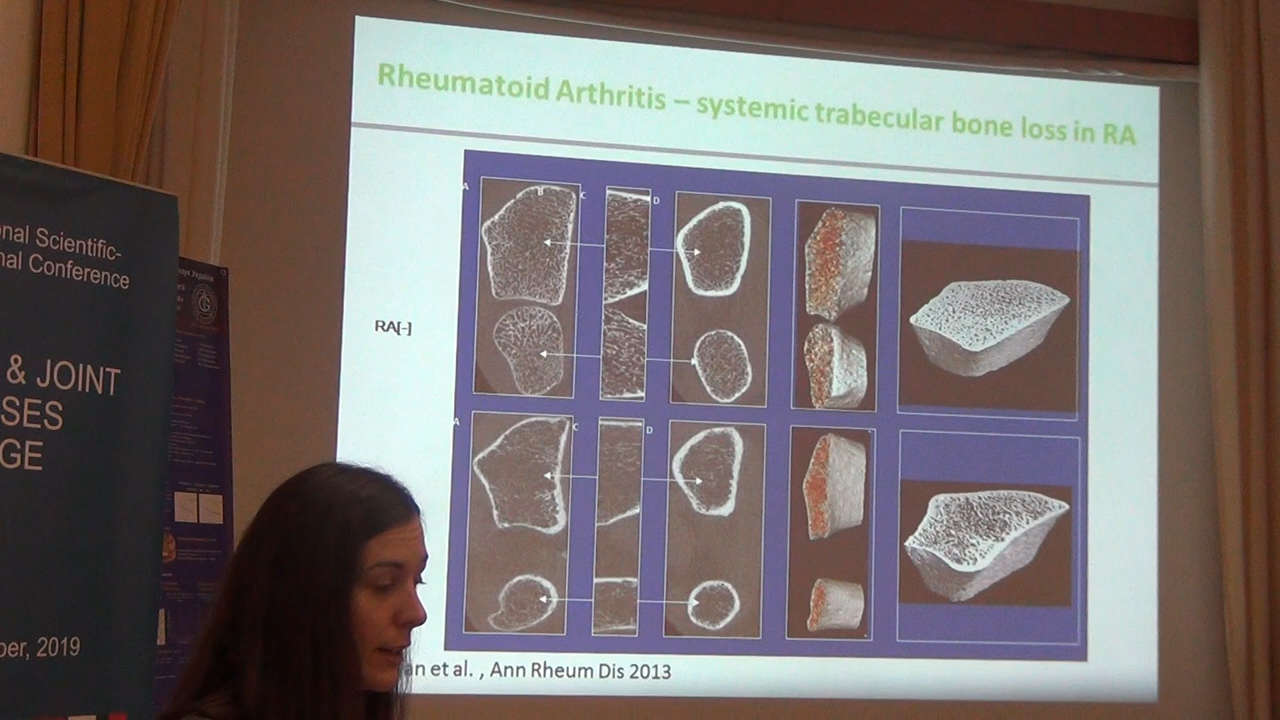 Rheumatoid Arthritis – systemic trabecular bone loss in RA
A
B
C
D
RA[-]
A
C
D
an et al. , Ann Rheum Dis 2013
nal Scientific-
nal Conference
& JOINT
SES
GE
ber, 2019